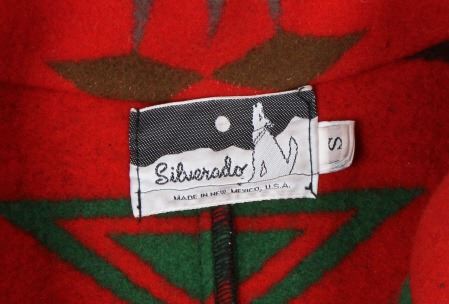 Silverado
MADE IN NEW MEXICO, U.S.A.
S